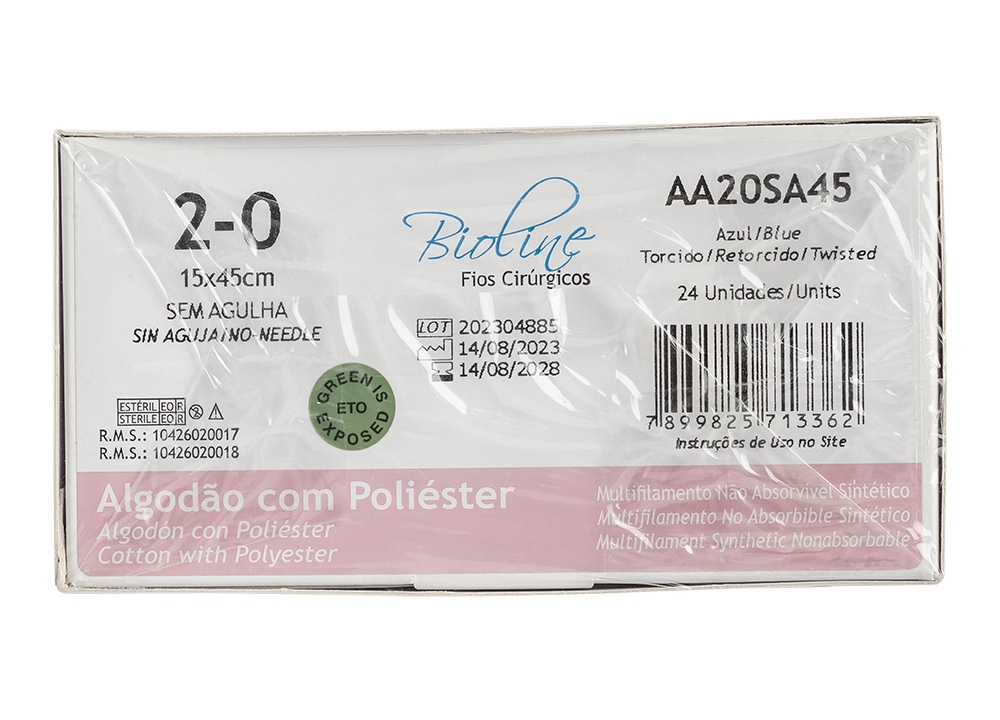 2-0
15x45cm
SEM AGULHA
SIN AGUJA/NO-NEEDLE
Bioline
Fios Cirúrgicos
AA20SA45
Azul/Blue
Torcido/Retorcido/Twisted
24 Unidades/Units
LOT 202304885
14/08/2023
14/08/2028
GREEN IS
ETO
EXPOSED
ESTÉRIL EO R
STERILE EO R
R.M.S.: 10426020017
R.M.S.: 10426020018
7 899825 713362
Instruções de Uso no Site
Algodão com Poliéster
Algodón con Poliéster
Cotton with Polyester
Multifilamento Não Absorvível Sintético
Multifilamento No Absorbible Sintético
Multifilament Synthetic Nonabsorbable